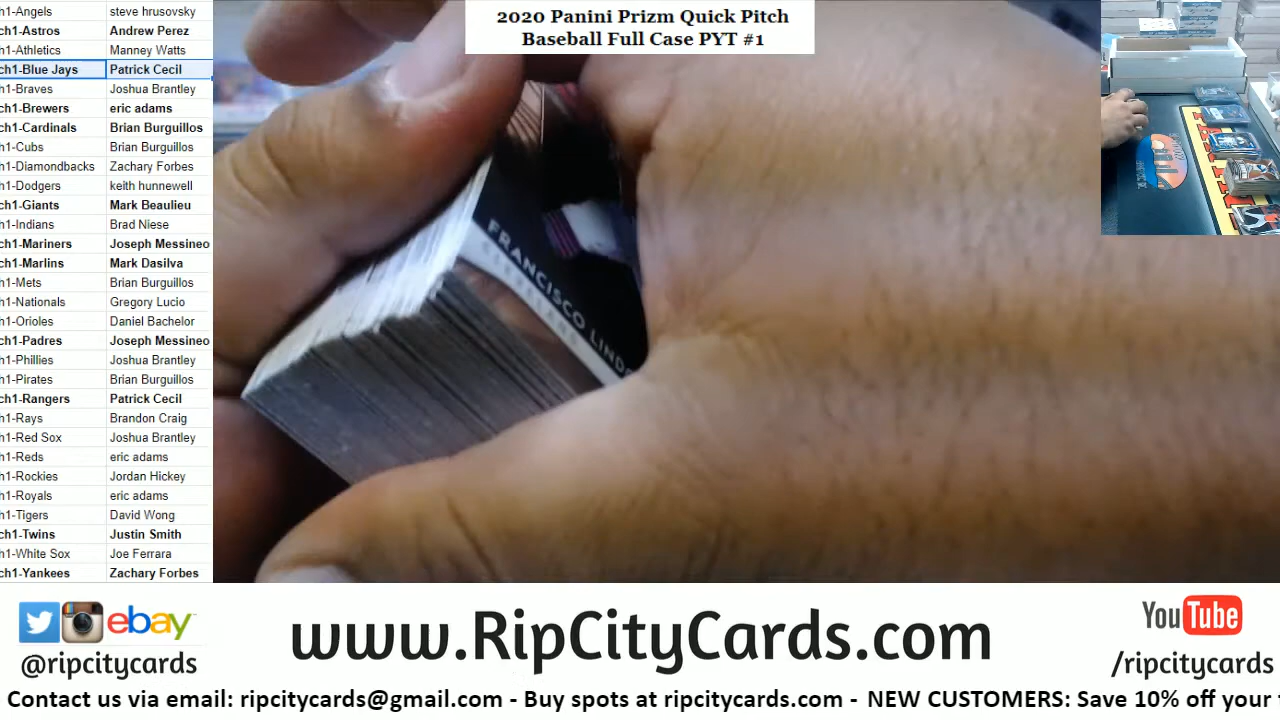 2020 Panini Prizm Quick Pitch
Baseball Full Case PYT #1
h1-Angels steve hrusovsky
ch1-Astros Andrew Perez
h1-Athletics Manney Watts
ch1-Blue Jays Patrick Cecil
h1-Braves Joshua Brantley
ch1-Brewers eric adams
ch1-Cardinals Brian Burguillos
h1-Cubs Brian Burguillos
h1-Diamondbacks Zachary Forbes
h1-Dodgers keith hunnewell
ch1-Giants Mark Beaulieu
h1-Indians Brad Niese
ch1-Mariners Joseph Messineo
ch1-Marlins Mark Dasilva
h1-Mets Brian Burguillos
h1-Nationals Gregory Lucio
h1-Orioles Daniel Bachelor
ch1-Padres Joseph Messineo
h1-Phillies Joshua Brantley
h1-Pirates Brian Burguillos
ch1-Rangers Patrick Cecil
h1-Rays Brandon Craig
h1-Red Sox Joshua Brantley
h1-Reds eric adams
h1-Rockies Jordan Hickey
h1-Royals eric adams
h1-Tigers David Wong
ch1-Twins Justin Smith
h1-White Sox Joe Ferrara
ch1-Yankees Zachary Forbes
FRANCISCO LIND
ebay
@ripcitycards
www.RipCityCards.com
YouTube
/ripcitycards
Contact us via email: ripcitycards@gmail.com - Buy spots at ripcitycards.com - NEW CUSTOMERS: Save 10% off your